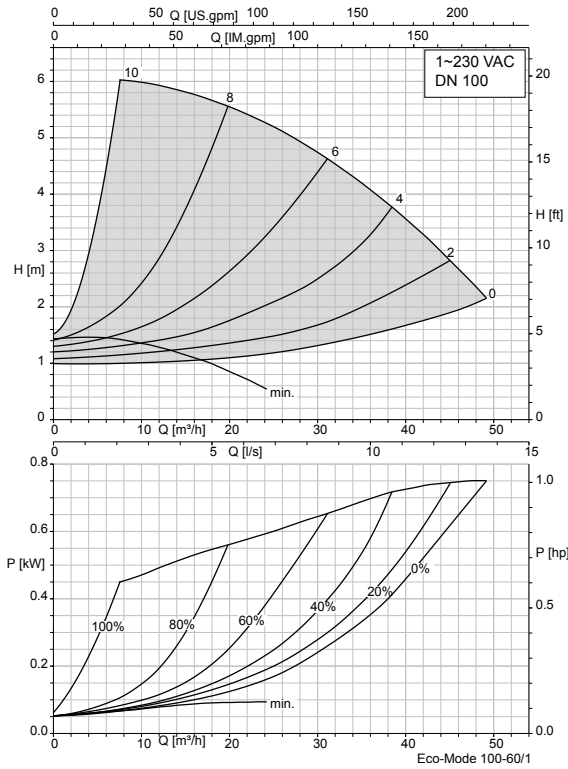 0 50 100 150 200
Q [US.gpm]
0 50 100 150
Q [IM.gpm]
1~230 VAC
DN 100
6 10 20
8
5
6 15
4 4 H [ft]
3 2 10
H [m]
2 0
5
1
min.
0 0
0 10 20 30 40 50
Q [m³/h]
0 5 10 15
Q [l/s]
0.8
1.0
0.6
P [kW] P [hp]
0.4 0%
20%
40% 0.5
100% 80% 60%
0.2
min.
0.0 0.0
0 10 20 30 40 50
Q [m³/h]
Eco-Mode 100-60/1